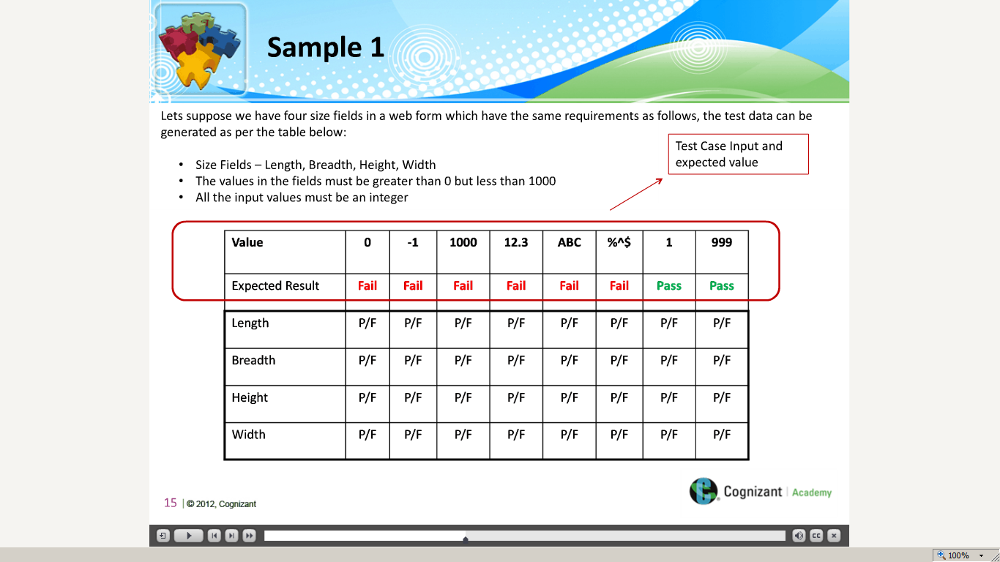 Sample 1
Lets suppose we have four size fields in a web form which have the same requirements as follows, the test data can be
generated as per the table below:
Test Case Input and
expected value
• Size Fields – Length, Breadth, Height, Width
• The values in the fields must be greater than 0 but less than 1000
• All the input values must be an integer
Value 0 -1 1000 12.3 ABC %^$ 1 999
Expected Result Fail Fail Fail Fail Fail Fail Pass Pass
Length P/F P/F P/F P/F P/F P/F P/F P/F
Breadth P/F P/F P/F P/F P/F P/F P/F P/F
Height P/F P/F P/F P/F P/F P/F P/F P/F
Width P/F P/F P/F P/F P/F P/F P/F P/F
Cognizant | Academy
15 | © 2012, Cognizant
CC
100%